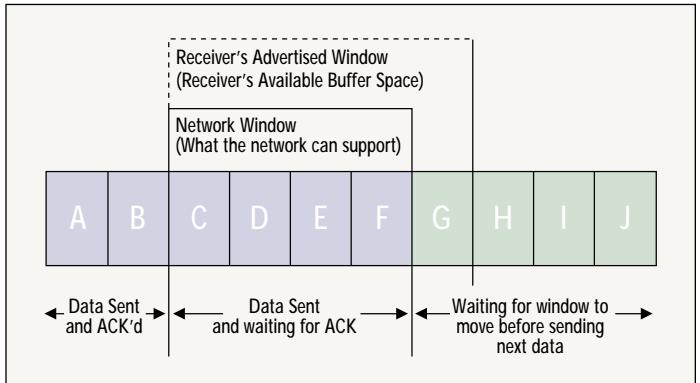 Receiver's Advertised Window
(Receiver's Available Buffer Space)
Network Window
(What the network can support)
A B C D E F G H I J
Data Sent
and ACK'd
Data Sent
and waiting for ACK
Waiting for window to
move before sending
next data